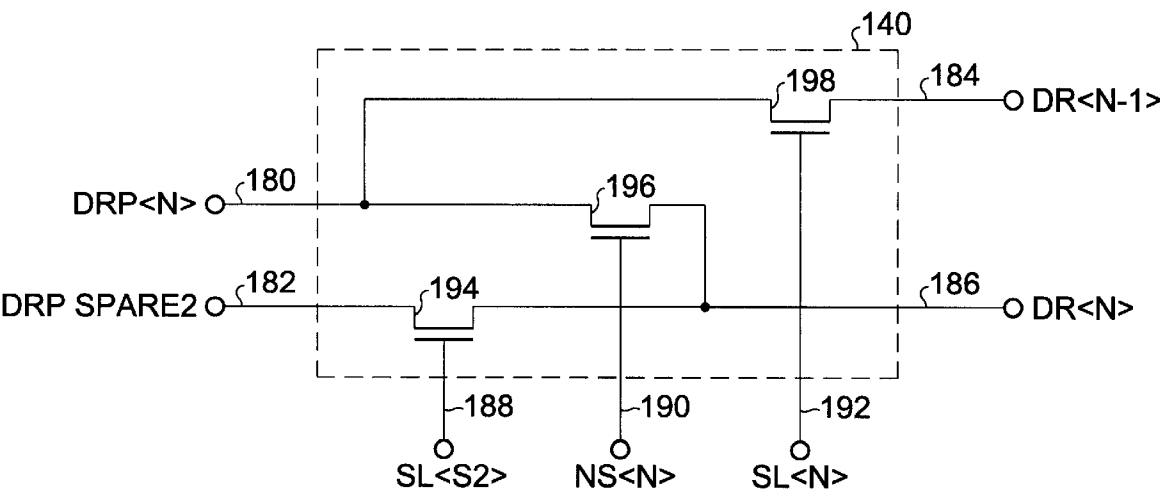 140
198
184
DR<N-1>
DRP<N>
180
196
DRP SPARE2
182
194
186
DR<N>
188
190
192
SL<S2>
NS<N>
SL<N>